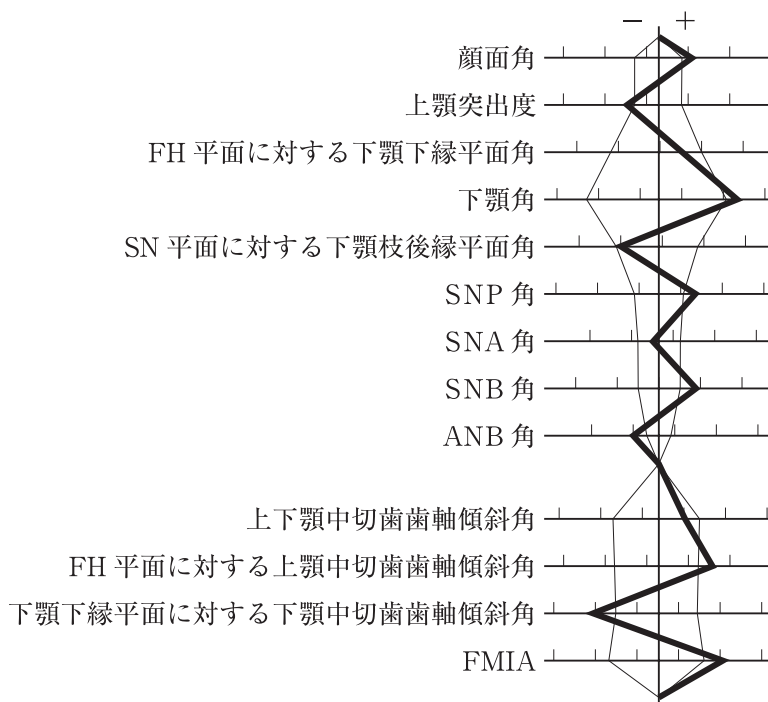 − +
顔面角
上顎突出度
FH 平面に対する下顎下縁平面角
下顎角
SN 平面に対する下顎枝後縁平面角
SNP 角
SNA 角
SNB 角
ANB 角
上下顎中切歯歯軸傾斜角
FH 平面に対する上顎中切歯歯軸傾斜角
下顎下縁平面に対する下顎中切歯歯軸傾斜角
FMIA